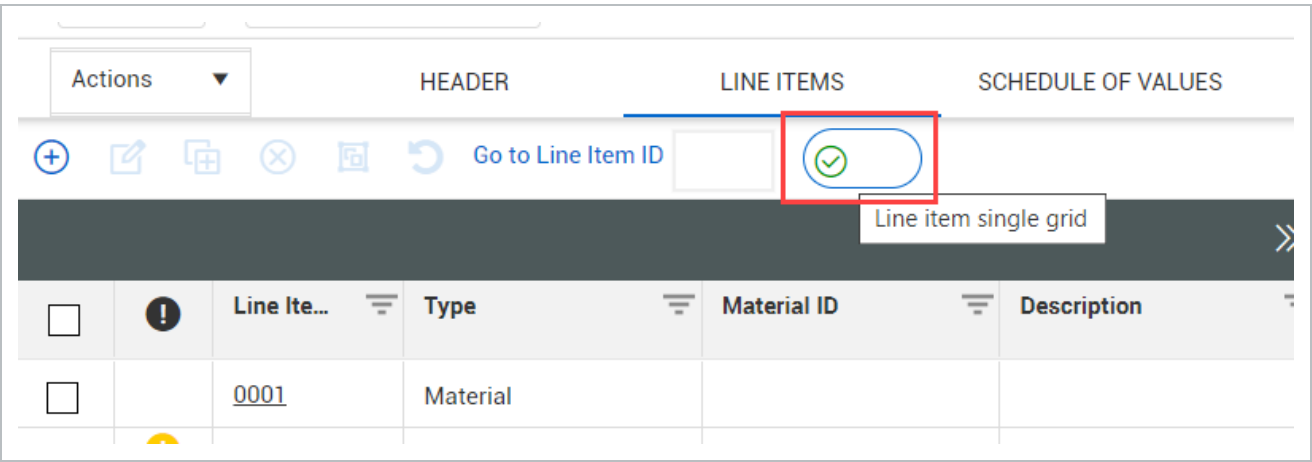 Actions HEADER LINE ITEMS SCHEDULE OF VALUES
Go to Line Item ID
Line item single grid
Line Ite... Type Material ID Description
0001 Material